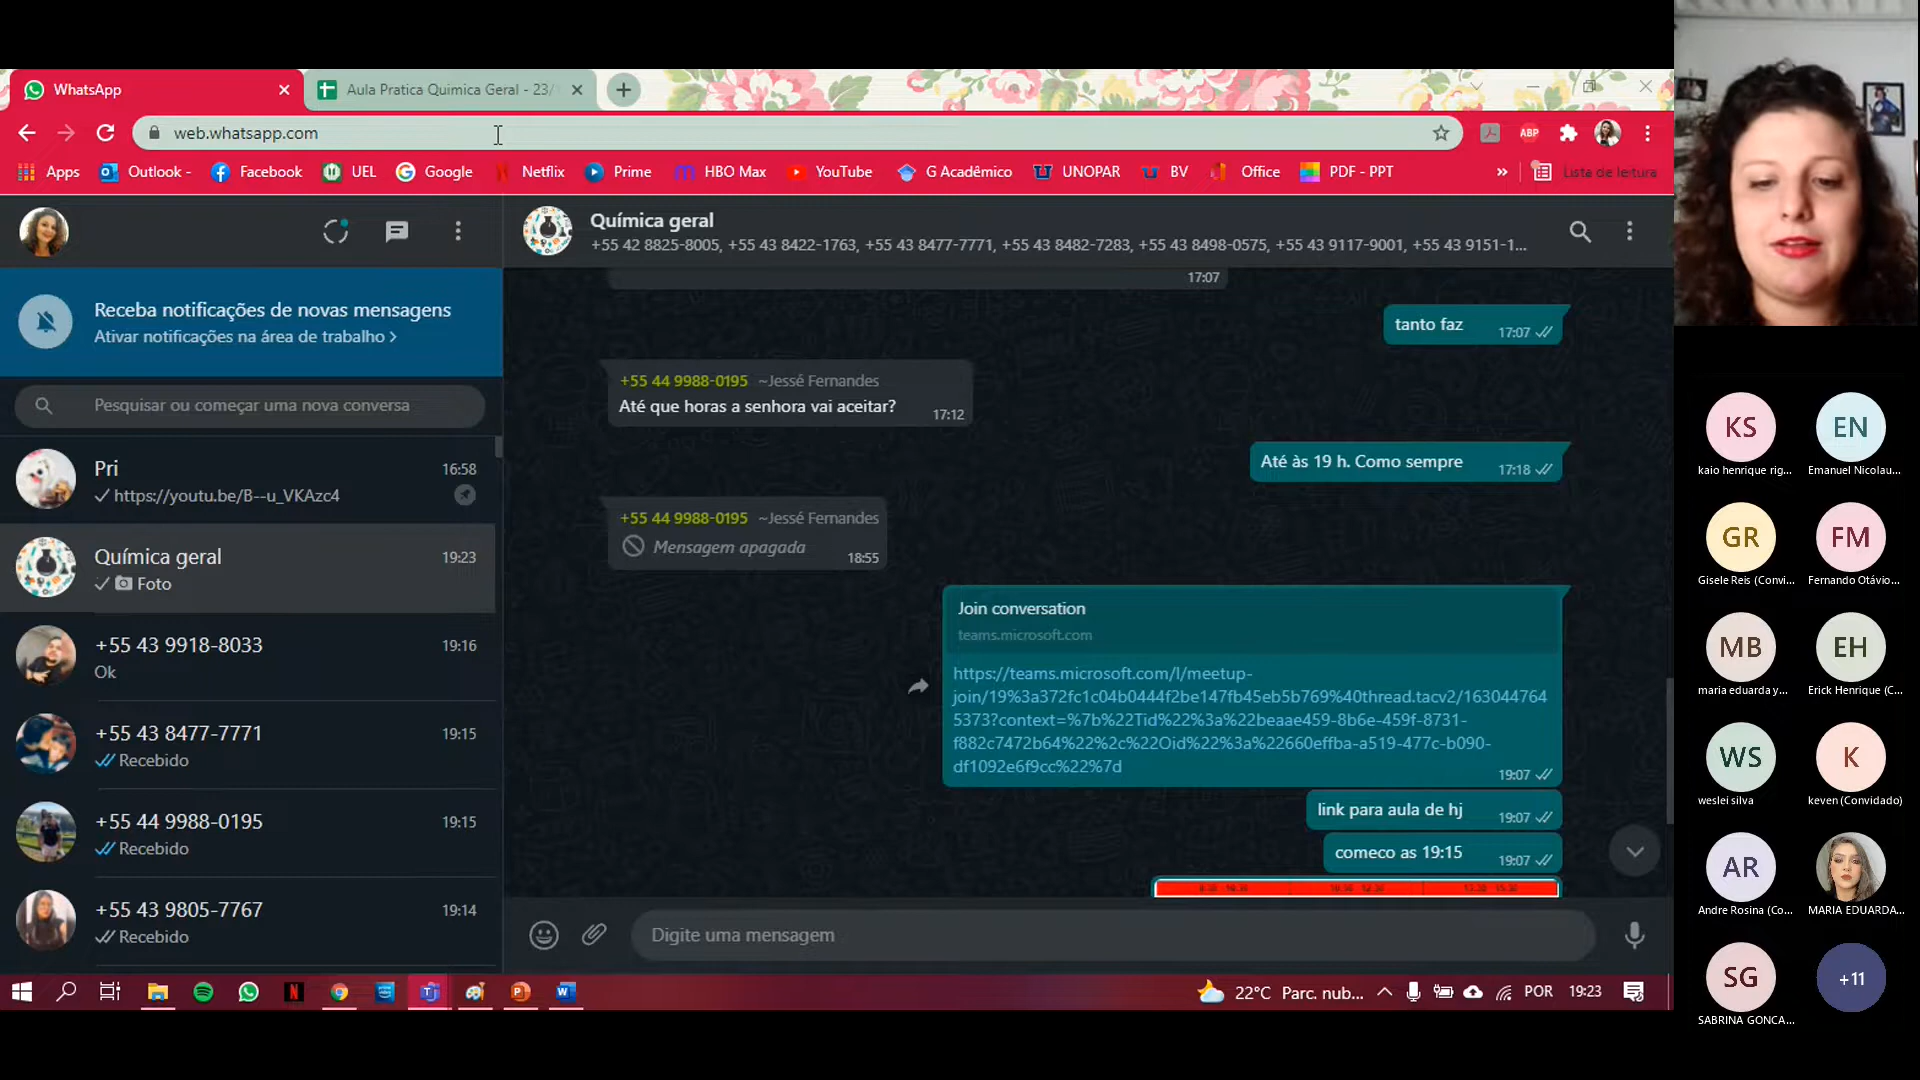 WhatsApp
Aula Pratica Quimica Geral - 23/
web.whatsapp.com
ABP
Apps
Outlook -
Facebook
UEL
Google
Netflix
Prime
HBO Max
YouTube
G Acadêmico
UNOPAR
BV
Office
PDF - PPT
»
Lista de leitura
Química geral
+55 42 8825-8005, +55 43 8422-1763, +55 43 8477-7771, +55 43 8482-7283, +55 43 8498-0575, +55 43 9117-9001, +55 43 9151-1...
Receba notificações de novas mensagens
Ativar notificações na área de trabalho >
Pesquisar ou começar uma nova conversa
Pri
16:58
https://youtu.be/B--u_VKAzc4
Química geral
19:23
Foto
+55 43 9918-8033
19:16
Ok
+55 43 8477-7771
19:15
Recebido
+55 44 9988-0195
19:15
Recebido
+55 43 9805-7767
19:14
Recebido
17:07
tanto faz
17:07
+55 44 9988-0195 ~Jessé Fernandes
Até que horas a senhora vai aceitar?
17:12
Até às 19 h. Como sempre
17:18
+55 44 9988-0195 ~Jessé Fernandes
Mensagem apagada
18:55
Join conversation
teams.microsoft.com
https://teams.microsoft.com/l/meetup-
join/19%3a372fc1c04b0444f2be147fb45eb5b769%40thread.tacv2/163044764
5373?context=%7b%22Tid%22%3a%22beaae459-8b6e-459f-8731-
f882c7472b64%22%2c%22Oid%22%3a%22660effba-a519-477c-b090-
df1092e6f9cc%22%7d
19:07
link para aula de hj
19:07
comeco as 19:15
19:07
Digite uma mensagem
22°C Parc. nub...
POR
19:23
KS
kaio henrique rig...
EN
Emanuel Nicolau...
GR
Gisele Reis (Convi...
FM
Fernando Otávio...
MB
maria eduarda y...
EH
Erick Henrique (C...
WS
weslei silva
K
keven (Convidado)
AR
Andre Rosina (Co...
MARIA EDUARDA...
SG
SABRINA GONCA...
+11